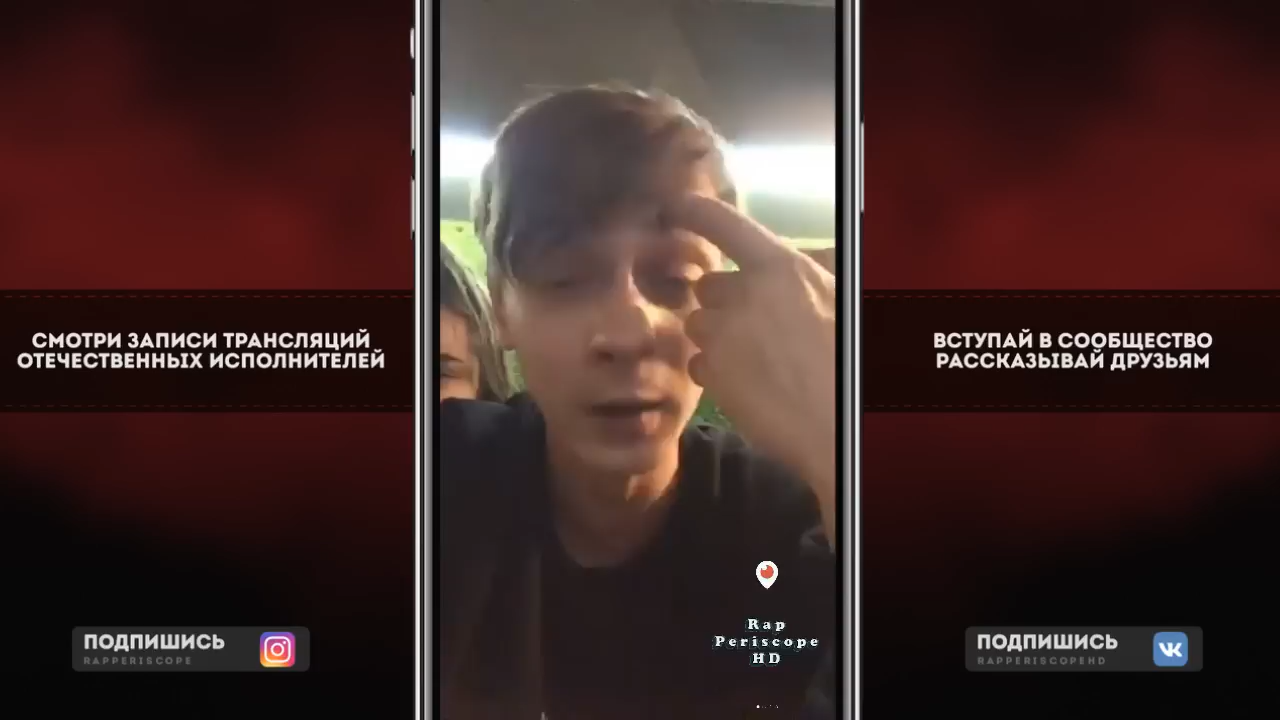 СМОТРИ ЗАПИСИ ТРАНСЛЯЦИЙ
ОТЕЧЕСТВЕННЫХ ИСПОЛНИТЕЛЕЙ
ВСТУПАЙ В СООБЩЕСТВО
РАССКАЗЫВАЙ ДРУЗЬЯМ
Rap
Periscope
HD
ПОДПИШИСЬ
RAPPERISCOPE
ПОДПИШИСЬ
RAPPERISCOPEHD